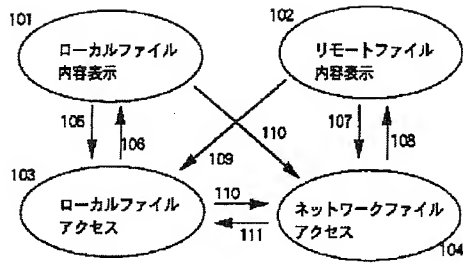 101
ローカルファイル
内容表示
102
リモートファイル
内容表示
105
106
109
110
107
108
103
ローカルファイル
アクセス
110
111
ネットワークファイル
アクセス
104